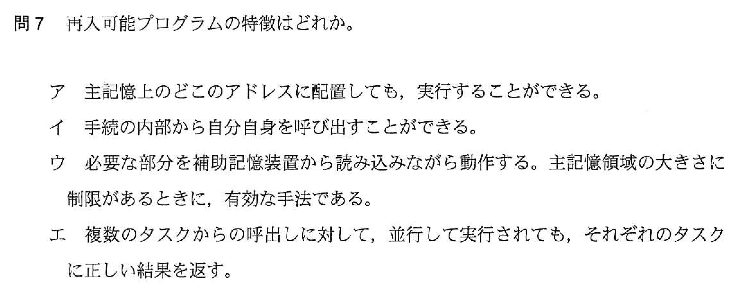 問7 再入可能プログラムの特徴はどれか。
ア 主記憶上のどこのアドレスに配置しても，実行することができる。
イ 手続の内部から自分自身を呼び出すことができる。
ウ 必要な部分を補助記憶装置から読み込みながら動作する。主記憶領域の大きさに
制限があるときに，有効な手法である。
エ 複数のタスクからの呼出しに対して，並行して実行されても，それぞれのタスク
に正しい結果を返す。